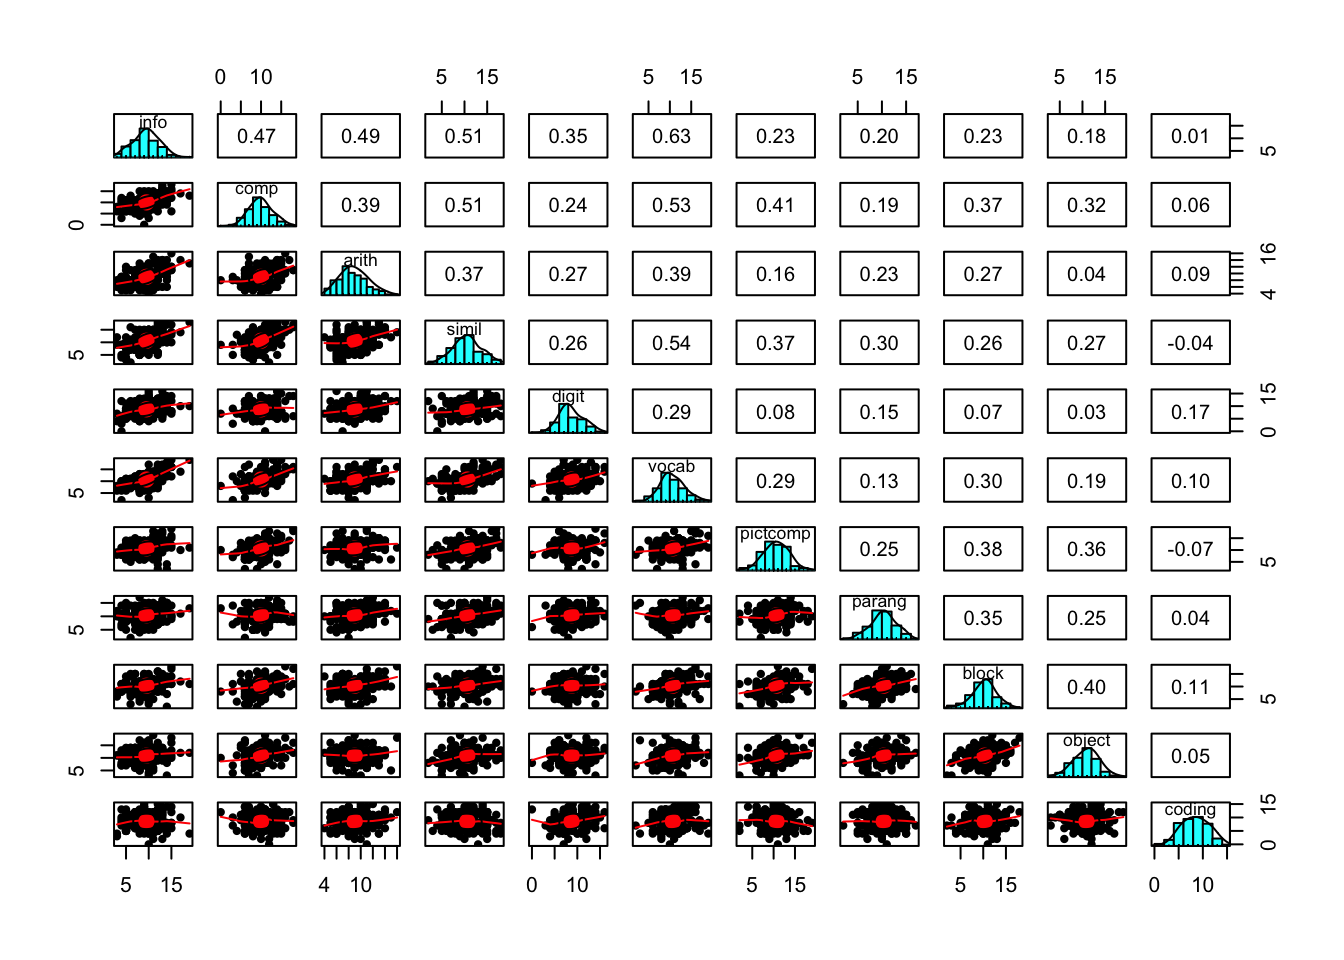 0 10 5 15 5 15 5 15 5 15
info 0.47 0.49 0.51 0.35 0.63 0.23 0.20 0.23 0.18 0.01 5
0 comp 0.39 0.51 0.24 0.53 0.41 0.19 0.37 0.32 0.06
arith 0.37 0.27 0.39 0.16 0.23 0.27 0.04 0.09 4 16
5 simil 0.26 0.54 0.37 0.30 0.26 0.27 -0.04
digit 0.29 0.08 0.15 0.07 0.03 0.17 0 15
5 vocab 0.29 0.13 0.30 0.19 0.10
pictcomp 0.25 0.38 0.36 -0.07 5
5 parang 0.35 0.25 0.04
block 0.40 0.11 5
5 object 0.05
coding 0 15
5 15 4 10 0 10 5 15 5 15 0 10